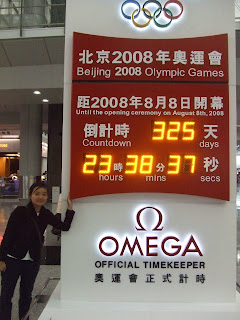 北京2008年奧運會
Beijing 2008 Olympic Games
距2008年8月8日開幕
Until the opening ceremony on August 8th, 2008
倒計時 325 天
Countdown days
23 時 38 分 37 秒
hours mins secs
Ω
OMEGA
OFFICIAL TIMEKEEPER
奧運會正式計時